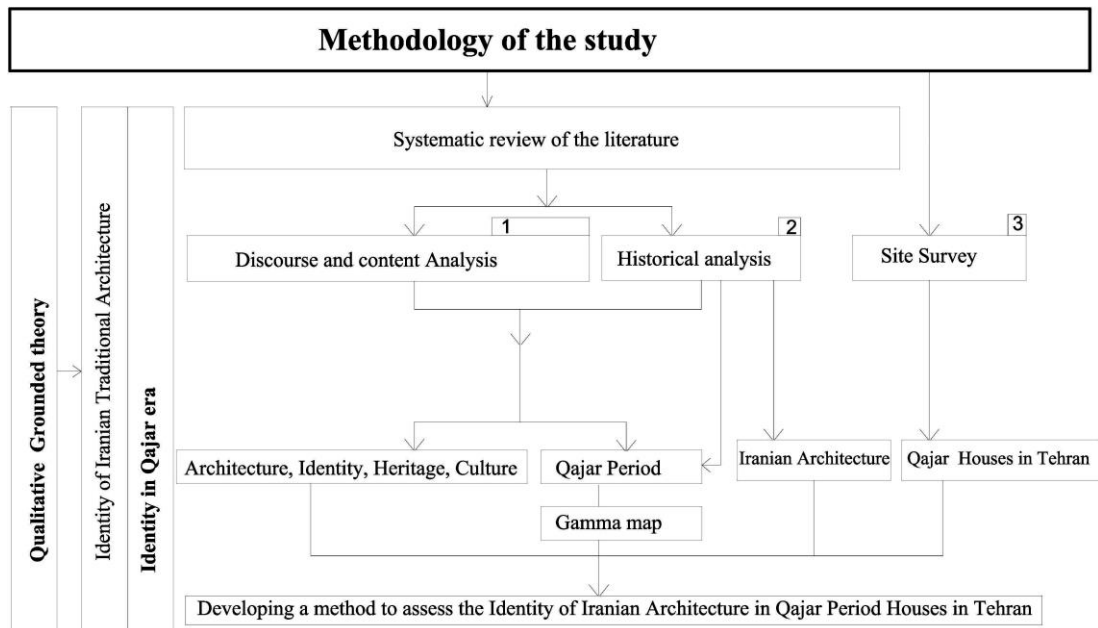 Methodology of the study
Qualitative Grounded theory
Identity of Iranian Traditional Architecture
Identity in Qajar era
Systematic review of the literature
1
Discourse and content Analysis
2
Historical analysis
3
Site Survey
Architecture, Identity, Heritage, Culture
Qajar Period
Iranian Architecture
Qajar Houses in Tehran
Gamma map
Developing a method to assess the Identity of Iranian Architecture in Qajar Period Houses in Tehran